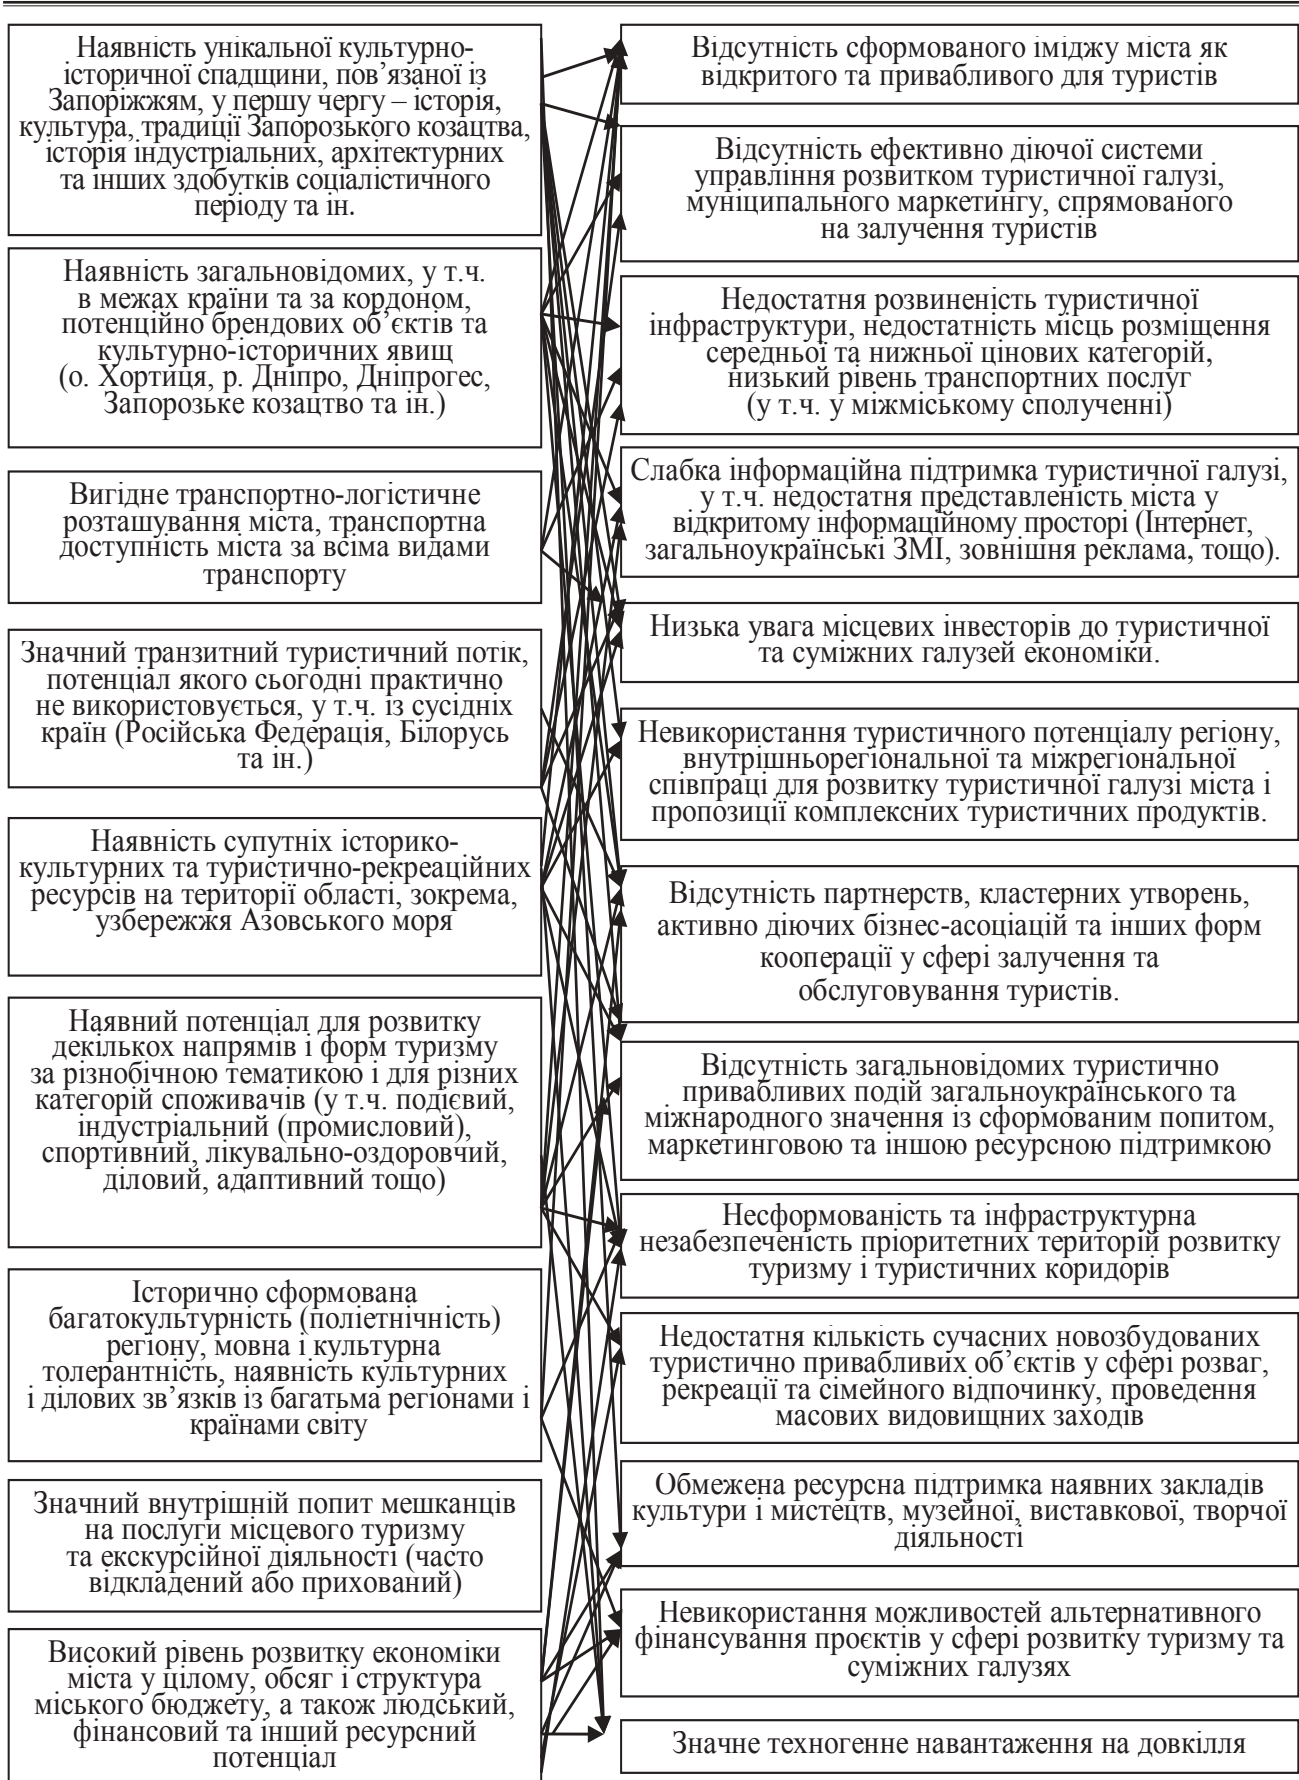 Наявність унікальної культурно-
історичної спадщини, пов’язаної із
Запоріжжям, у першу чергу – історія,
культура, традиції Запорозького козацтва,
історія індустріальних, архітектурних
та інших здобутків соціалістичного
періоду та ін.
Наявність загальновідомих, у т.ч.
в межах країни та за кордоном,
потенційно брендових об’єктів та
культурно-історичних явищ
(о. Хортиця, р. Дніпро, Дніпрогес,
Запорозьке козацтво та ін.)
Вигідне транспортно-логістичне
розташування міста, транспортна
доступність міста за всіма видами
транспорту
Значний транзитний туристичний потік,
потенціал якого сьогодні практично
не використовується, у т.ч. із сусідніх
країн (Російська Федерація, Білорусь
та ін.)
Наявність супутніх історико-
культурних та туристично-рекреаційних
ресурсів на території області, зокрема,
узбережжя Азовського моря
Наявний потенціал для розвитку
декількох напрямів і форм туризму
за різнобічною тематикою і для різних
категорій споживачів (у т.ч. подієвий,
індустріальний (промисловий),
спортивний, лікувально-оздоровчий,
діловий, адаптивний тощо)
Історично сформована
багатокультурність (поліетнічність)
регіону, мовна і культурна
толерантність, наявність культурних
і ділових зв’язків із багатьма регіонами і
країнами світу
Значний внутрішній попит мешканців
на послуги місцевого туризму
та екскурсійної діяльності (часто
відкладений або прихований)
Високий рівень розвитку економіки
міста у цілому, обсяг і структура
міського бюджету, а також людський,
фінансовий та інший ресурсний
потенціал
Відсутність сформованого іміджу міста як
відкритого та привабливого для туристів
Відсутність ефективно діючої системи
управління розвитком туристичної галузі,
муніципального маркетингу, спрямованого
на залучення туристів
Недостатня розвиненість туристичної
інфраструктури, недостатність місць розміщення
середньої та нижньої цінових категорій,
низький рівень транспортних послуг
(у т.ч. у міжміському сполученні)
Слабка інформаційна підтримка туристичної галузі,
у т.ч. недостатня представленість міста у
відкритому інформаційному просторі (Інтернет,
загальноукраїнські ЗМІ, зовнішня реклама, тощо).
Низька увага місцевих інвесторів до туристичної
та суміжних галузей економіки.
Невикористання туристичного потенціалу регіону,
внутрішньорегіональної та міжрегіональної
співпраці для розвитку туристичної галузі міста і
пропозиції комплексних туристичних продуктів.
Відсутність партнерств, кластерних утворень,
активно діючих бізнес-асоціацій та інших форм
кооперації у сфері залучення та
обслуговування туристів.
Відсутність загальновідомих туристично
привабливих подій загальноукраїнського та
міжнародного значення із сформованим попитом,
маркетинговою та іншою ресурсною підтримкою
Несформованість та інфраструктурна
незабезпеченість пріоритетних територій розвитку
туризму і туристичних коридорів
Недостатня кількість сучасних новозбудованих
туристично привабливих об’єктів у сфері розваг,
рекреації та сімейного відпочинку, проведення
масових видовищних заходів
Обмежена ресурсна підтримка наявних закладів
культури і мистецтв, музейної, виставкової, творчої
діяльності
Невикористання можливостей альтернативного
фінансування проєктів у сфері розвитку туризму та
суміжних галузях
Значне техногенне навантаження на довкілля